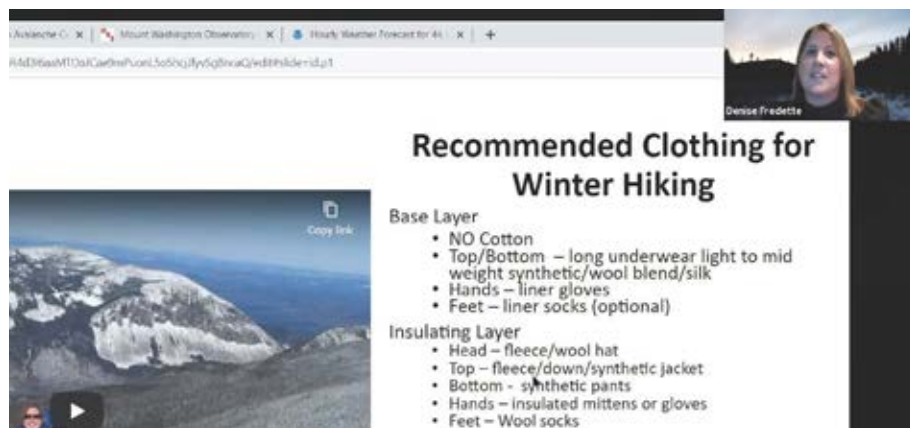 Avalanche C
Mount Washington Observatory
Hourly Weather Forecast for 44
Denise Fredette
Recommended Clothing for
Winter Hiking
Copy link
Base Layer
• NO Cotton
• Top/Bottom – long underwear light to mid
weight synthetic/wool blend/silk
• Hands – liner gloves
• Feet – liner socks (optional)
Insulating Layer
• Head – fleece/wool hat
• Top – fleece/down/synthetic jacket
• Bottom - synthetic pants
• Hands – insulated mittens or gloves
• Feet – Wool socks